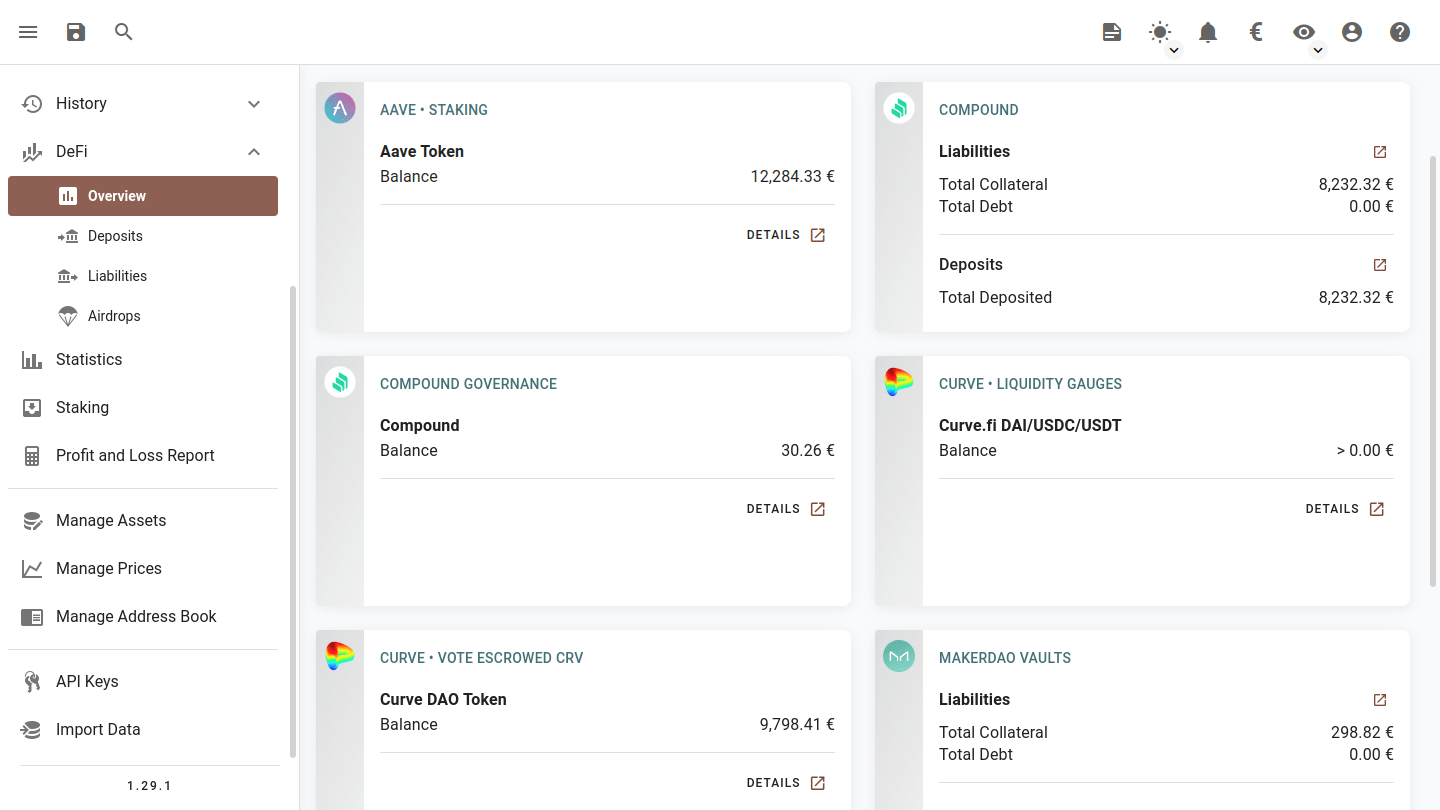 €
History
DeFi
Overview
Deposits
Liabilities
Airdrops
Statistics
Staking
Profit and Loss Report
Manage Assets
Manage Prices
Manage Address Book
API Keys
Import Data
1.29.1
AAVE • STAKING
Aave Token
Balance 12,284.33 €
DETAILS
COMPOUND
Liabilities
Total Collateral 8,232.32 €
Total Debt 0.00 €
Deposits
Total Deposited 8,232.32 €
COMPOUND GOVERNANCE
Compound
Balance 30.26 €
DETAILS
CURVE • LIQUIDITY GAUGES
Curve.fi DAI/USDC/USDT
Balance > 0.00 €
DETAILS
CURVE • VOTE ESCROWED CRV
Curve DAO Token
Balance 9,798.41 €
DETAILS
MAKERDAO VAULTS
Liabilities
Total Collateral 298.82 €
Total Debt 0.00 €